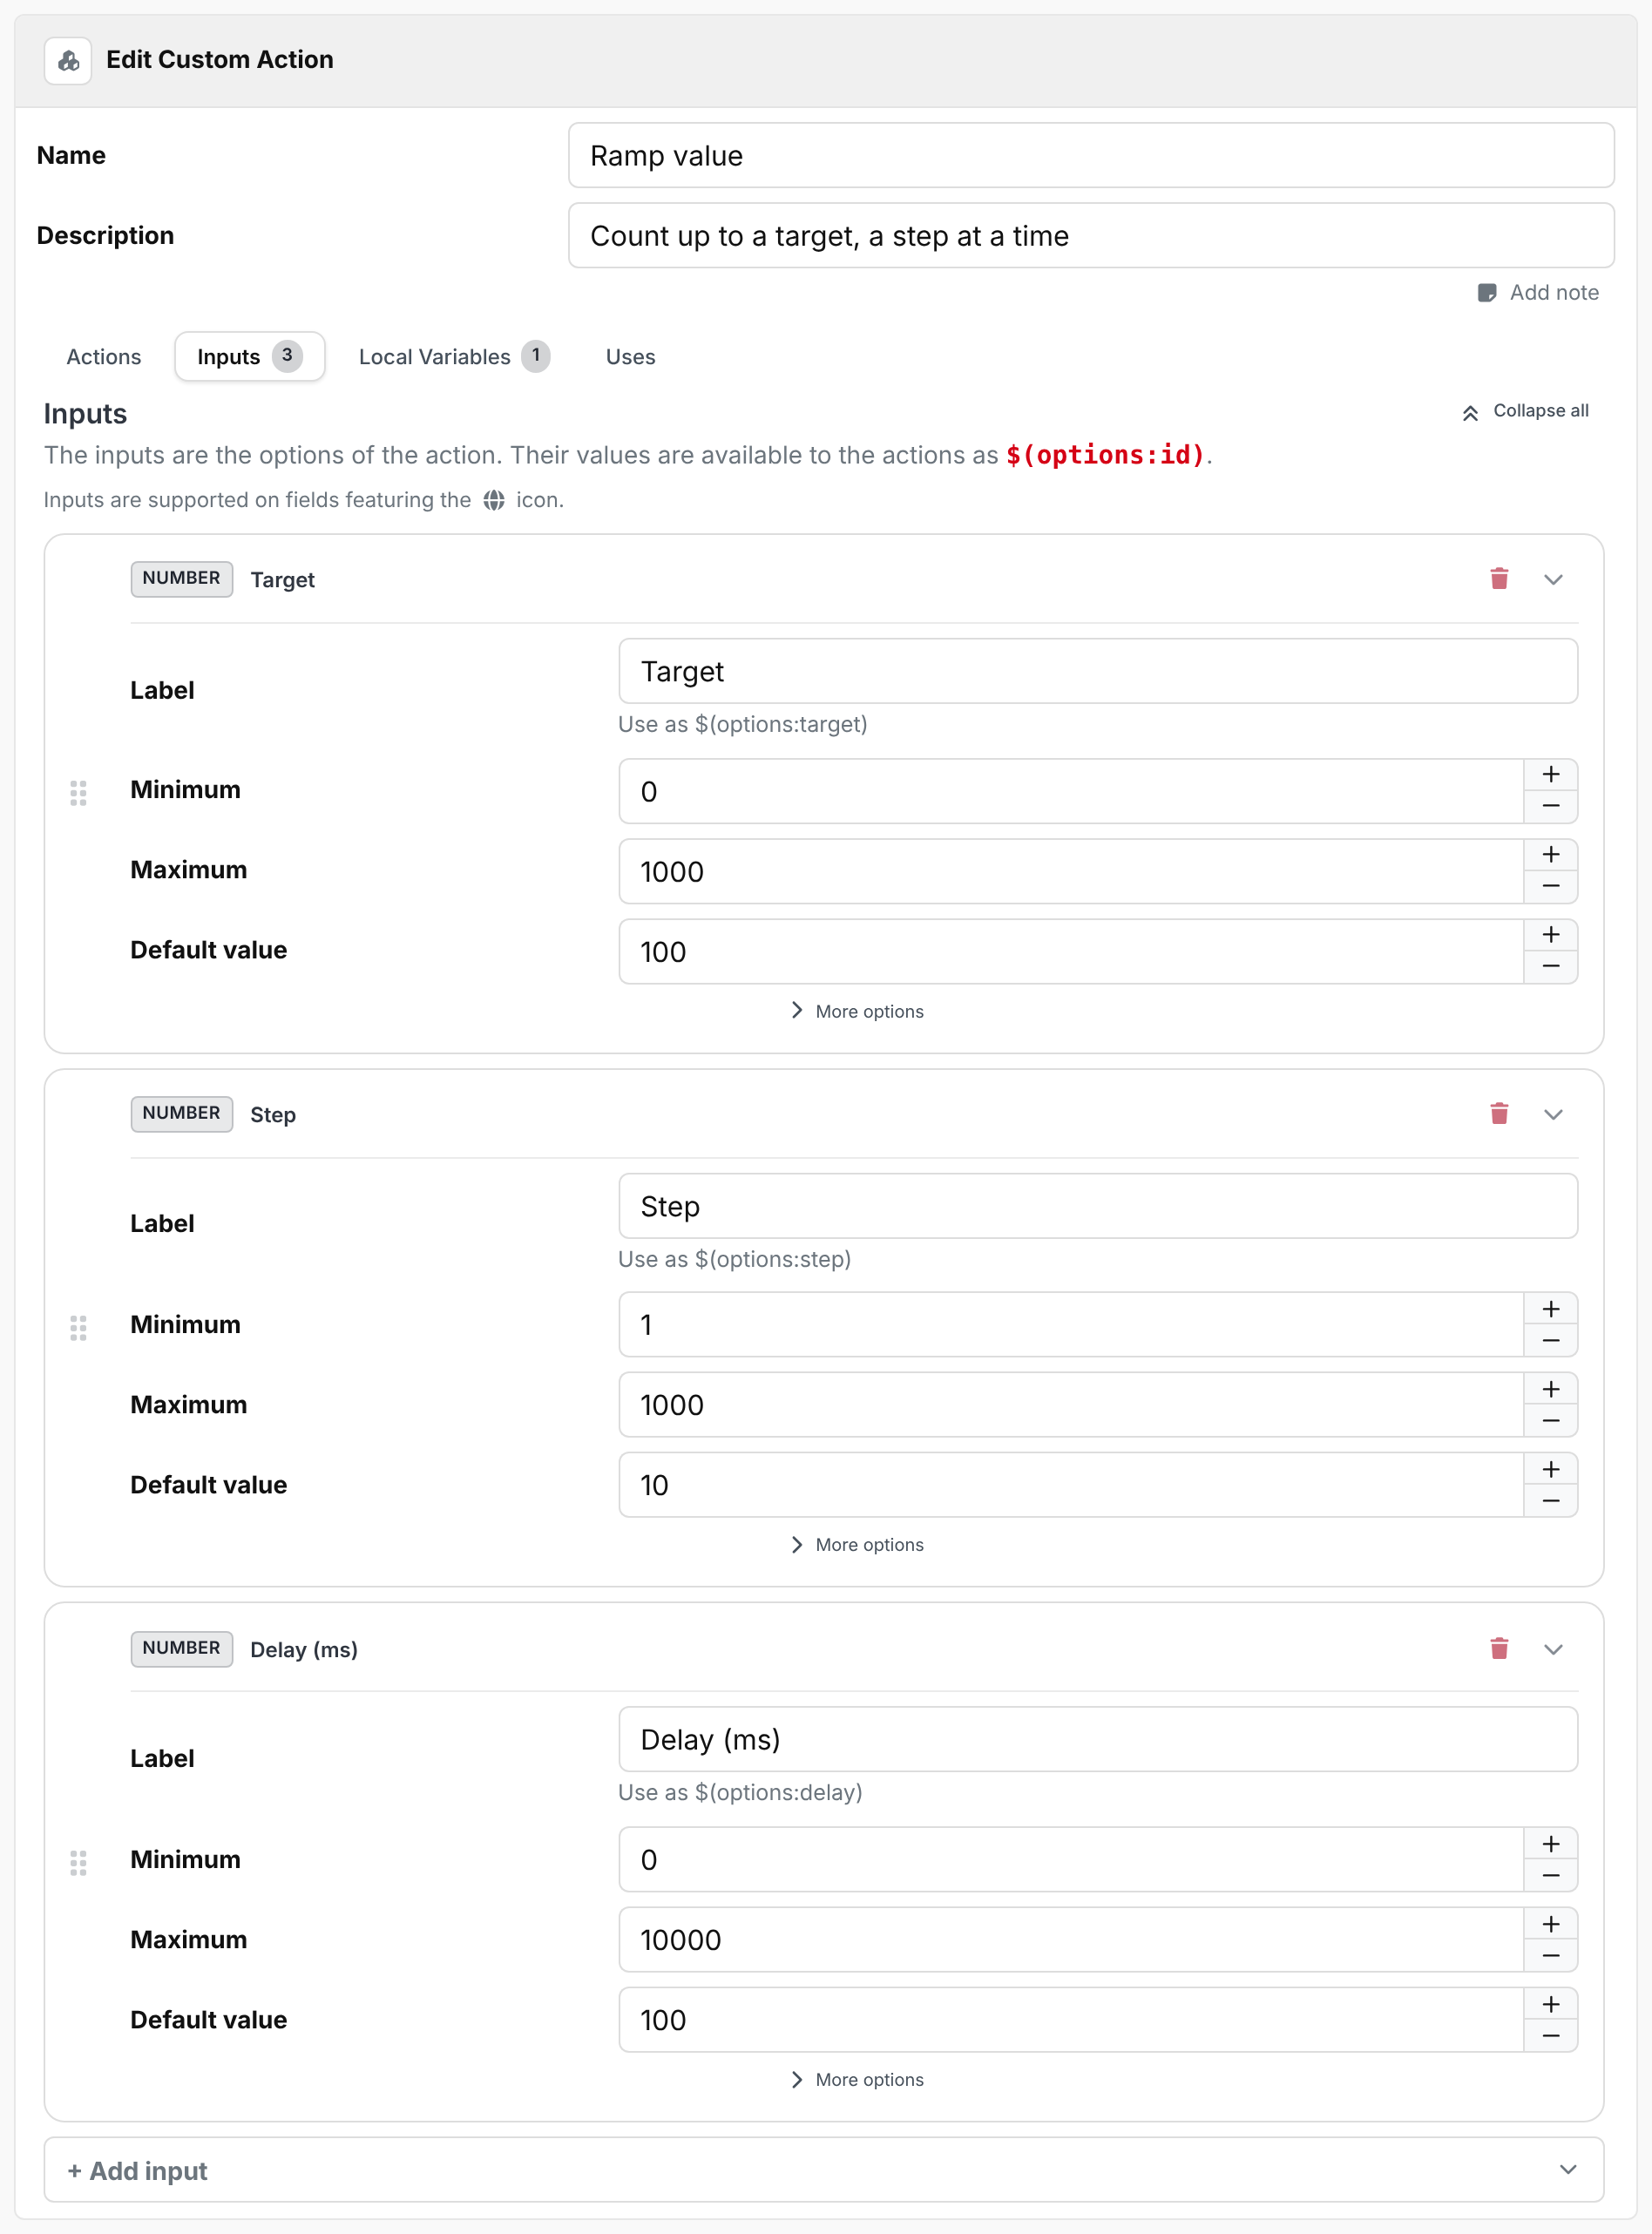 Edit Custom Action
Name
Ramp value
Description
Count up to a target, a step at a time
Add note
Actions Inputs 3 Local Variables 1 Uses
Inputs
Collapse all
The inputs are the options of the action. Their values are available to the actions as $(options:id).
Inputs are supported on fields featuring the icon.
NUMBER Target
Label
Target
Use as $(options:target)
Minimum
0
Maximum
1000
Default value
100
More options
NUMBER Step
Label
Step
Use as $(options:step)
Minimum
1
Maximum
1000
Default value
10
More options
NUMBER Delay (ms)
Label
Delay (ms)
Use as $(options:delay)
Minimum
0
Maximum
10000
Default value
100
More options
+ Add input